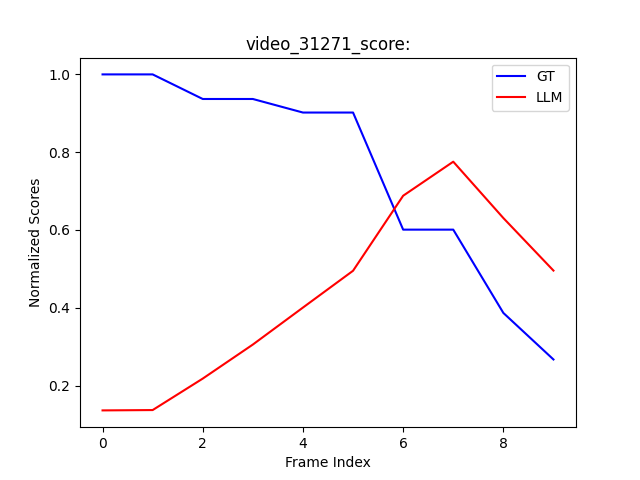 video_31271_score:
GT
LLM
Normalized Scores
1.0
0.8
0.6
0.4
0.2
0 2 4 6 8
Frame Index